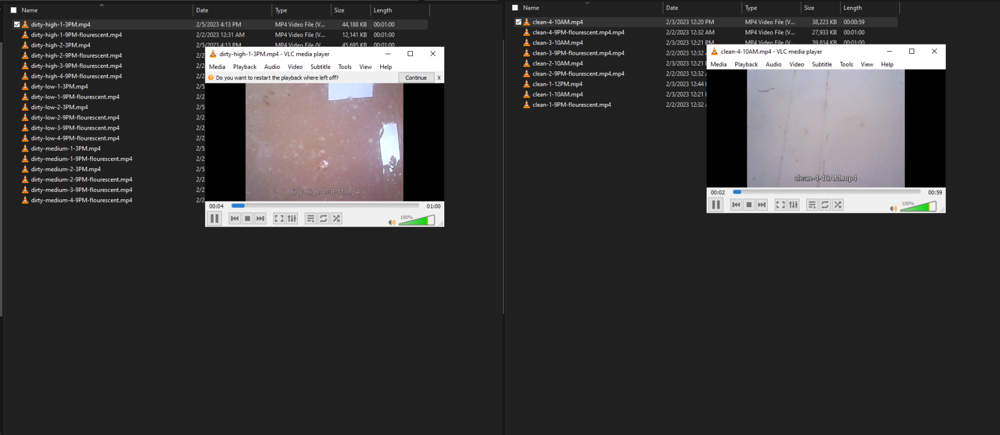 Name Date Type Size Length
dirty-high-1-3PM.mp4 2/5/2023 4:13 PM MP4 Video File (V... 44,188 KB 00:01:00
dirty-high-1-9PM-flourescent.mp4 2/2/2023 12:31 AM MP4 Video File (V... 12,141 KB 00:01:00
dirty-high-2-3PM.mp4 2/5/2023 4:13 PM MP4 Video File (V... 45,695 KB 00:01:00
dirty-high-2-9PM-flourescent.mp4 2/2
dirty-high-3-9PM-flourescent.mp4 2/2
dirty-high-4-9PM-flourescent.mp4 2/2
dirty-low-1-3PM.mp4 2/5
dirty-low-1-9PM-flourescent.mp4 2/2
dirty-low-2-3PM.mp4 2/5
dirty-low-2-9PM-flourescent.mp4 2/2
dirty-low-3-9PM-flourescent.mp4 2/2
dirty-low-4-9PM-flourescent.mp4 2/2
dirty-medium-1-3PM.mp4 2/5
dirty-medium-1-9PM-flourescent.mp4 2/2
dirty-medium-2-3PM.mp4 2/5
dirty-medium-2-9PM-flourescent.mp4 2/2
dirty-medium-3-9PM-flourescent.mp4 2/2
dirty-medium-4-9PM-flourescent.mp4 2/2
dirty-high-1-3PM.mp4 - VLC media player
Media Playback Audio Video Subtitle Tools View Help
Do you want to restart the playback where left off? Continue x
dirty-high-1-3PM.mp4
00:04 01:00
100%
Name Date Type Size Length
clean-4-10AM.mp4 2/3/2023 12:20 PM MP4 Video File (V... 38,223 KB 00:00:59
clean-4-9PM-flourescent.mp4.mp4 2/2/2023 12:32 AM MP4 Video File (V... 27,933 KB 00:01:00
clean-3-10AM.mp4 2/3/2023 12:21 PM MP4 Video File (V... 39,814 KB 00:01:00
clean-3-9PM-flourescent.mp4.mp4 2/2/2023 12:32
clean-2-10AM.mp4 2/3/2023 12:21
clean-2-9PM-flourescent.mp4.mp4 2/2/2023 12:32
clean-1-12PM.mp4 2/3/2023 12:44
clean-1-10AM.mp4 2/3/2023 12:21
clean-1-9PM-flourescent.mp4 2/2/2023 12:32
clean-4-10AM.mp4 - VLC media player
Media Playback Audio Video Subtitle Tools View Help
clean-4-10AM.mp4
00:02 00:59
100%